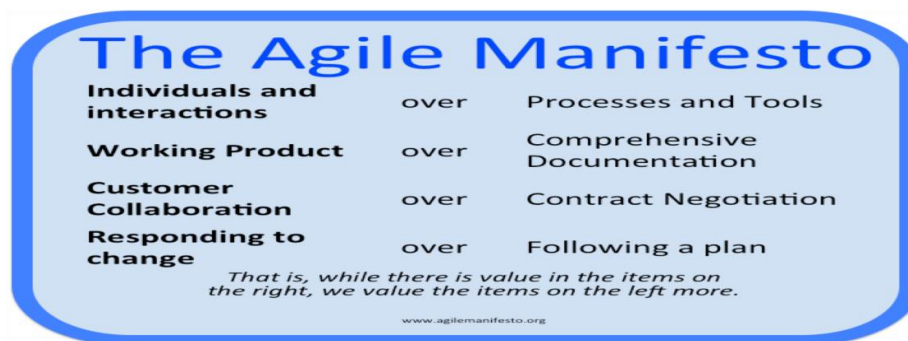 The Agile Manifesto
Individuals and interactions over Processes and Tools
Working Product over Comprehensive Documentation
Customer Collaboration over Contract Negotiation
Responding to change over Following a plan
That is, while there is value in the items on
the right, we value the items on the left more.
www.agilemanifesto.org